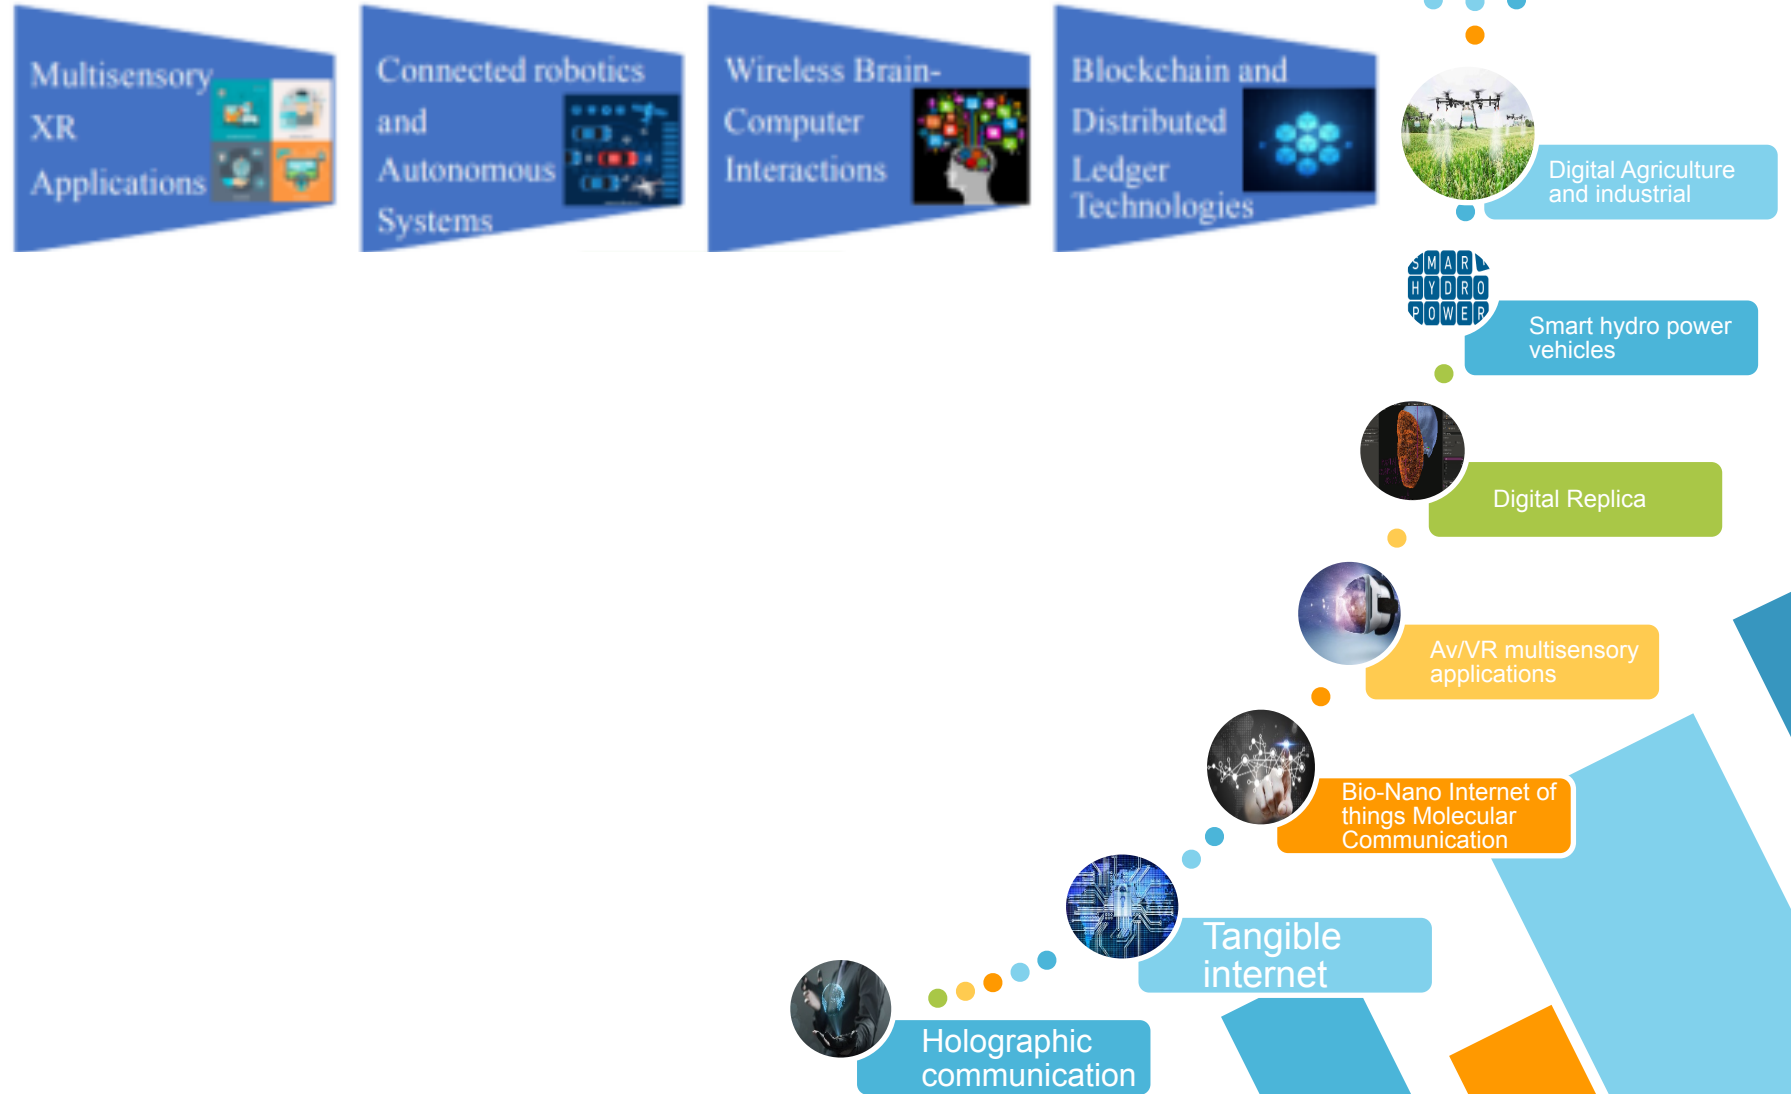 Multisensory
XR
Applications
Connected robotics
and
Autonomous
Systems
Wireless Brain-
Computer
Interactions
Blockchain and
Distributed
Ledger
Technologies
Digital Agriculture
and industrial
SMART
HYDRO
POWER
Smart hydro power
vehicles
Digital Replica
Av/VR multisensory
applications
Bio-Nano Internet of
things Molecular
Communication
Tangible
internet
Holographic
communication